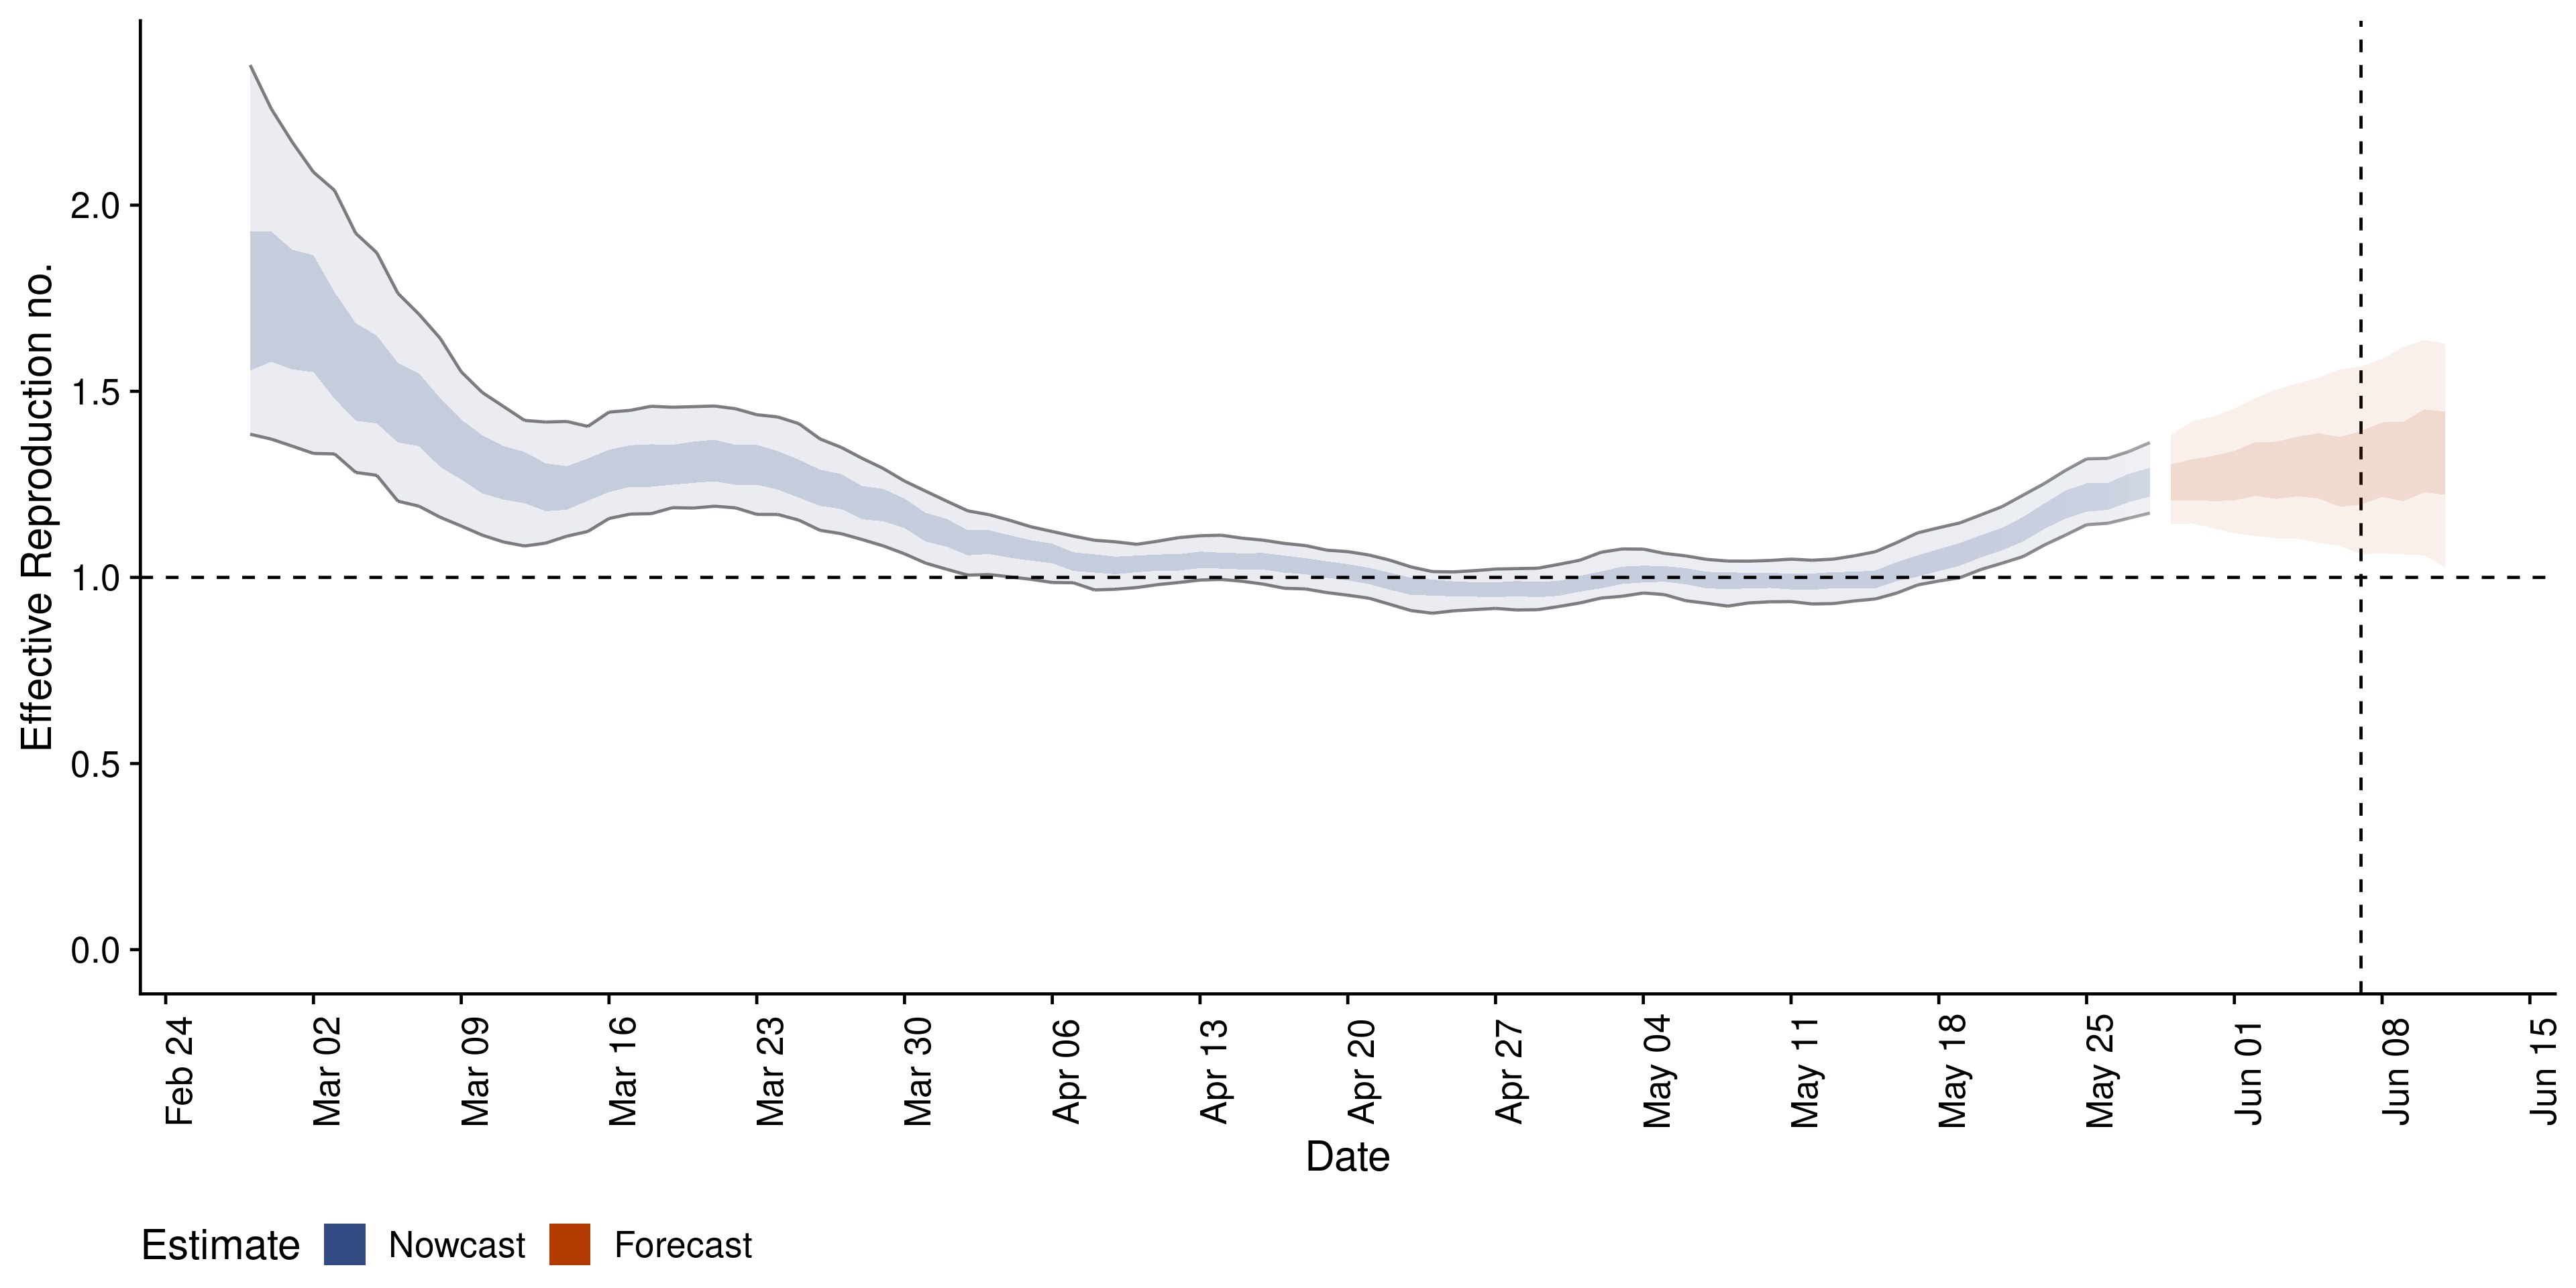 Effective Reproduction no.
2.0
1.5
1.0
0.5
0.0
Feb 24
Mar 02
Mar 09
Mar 16
Mar 23
Mar 30
Apr 06
Apr 13
Apr 20
Apr 27
May 04
May 11
May 18
May 25
Jun 01
Jun 08
Jun 15
Date
Estimate Nowcast Forecast